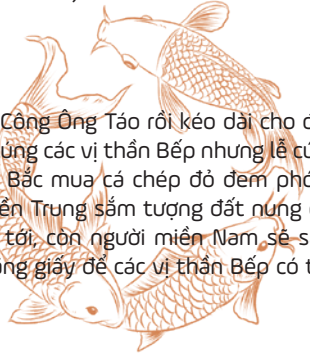 Công Ông Táo rồi kéo dài cho đ
úng các vị thần Bếp nhưng lễ cú
Bắc mua cá chép đỏ đem phó
ền Trung sắm tượng đất nung
tới, còn người miền Nam sẽ s
ằng giấy để các vị thần Bếp có t